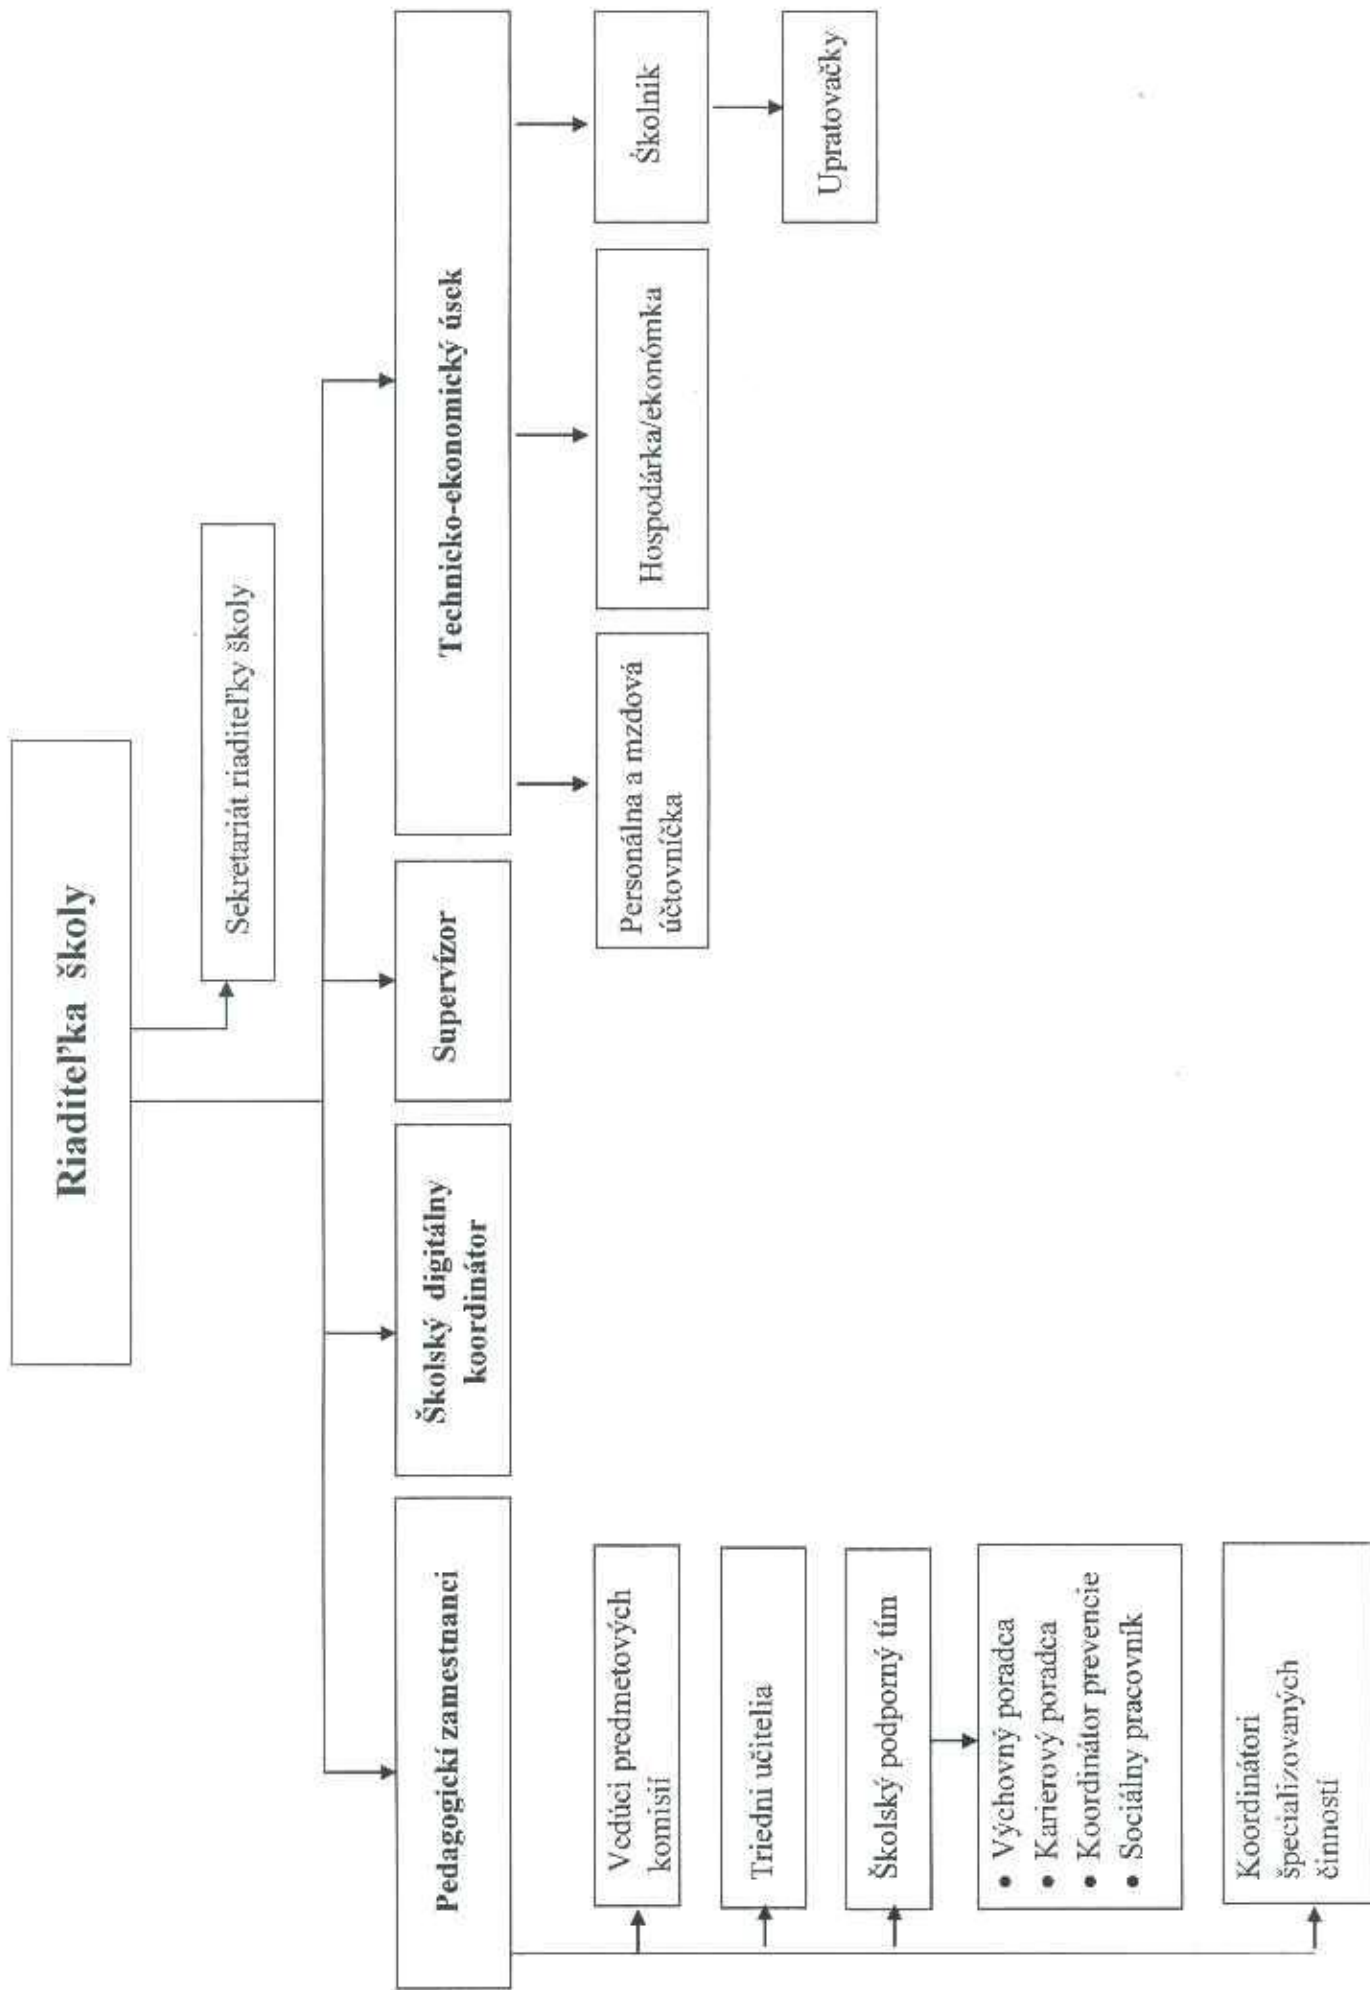 Riaditeľka školy
Sekretariát riaditeľky školy
Pedagogickí zamestnanci
Školský digitálny
koordinátor
Supervízor
Technicko-ekonomický úsek
Vedúci predmetových
komisií
Triedni učitelia
Školský podporný tím
• Výchovný poradca
• Karierový poradca
• Koordinátor prevencie
• Sociálny pracovník
Koordinátori
špecializovaných
činností
Personálna a mzdová
účtovníčka
Hospodárka/ekonómka
Školník
Upratovačky